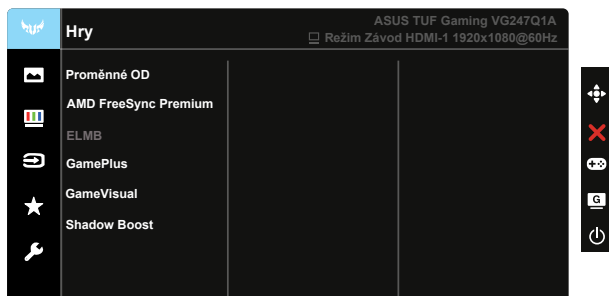 ASUS TUF Gaming VG247Q1A
Hry
Režim Závod HDMI-1 1920x1080@60Hz
Proměnné OD
AMD FreeSync Premium
ELMB
GamePlus
GameVisual
Shadow Boost
TUF
G